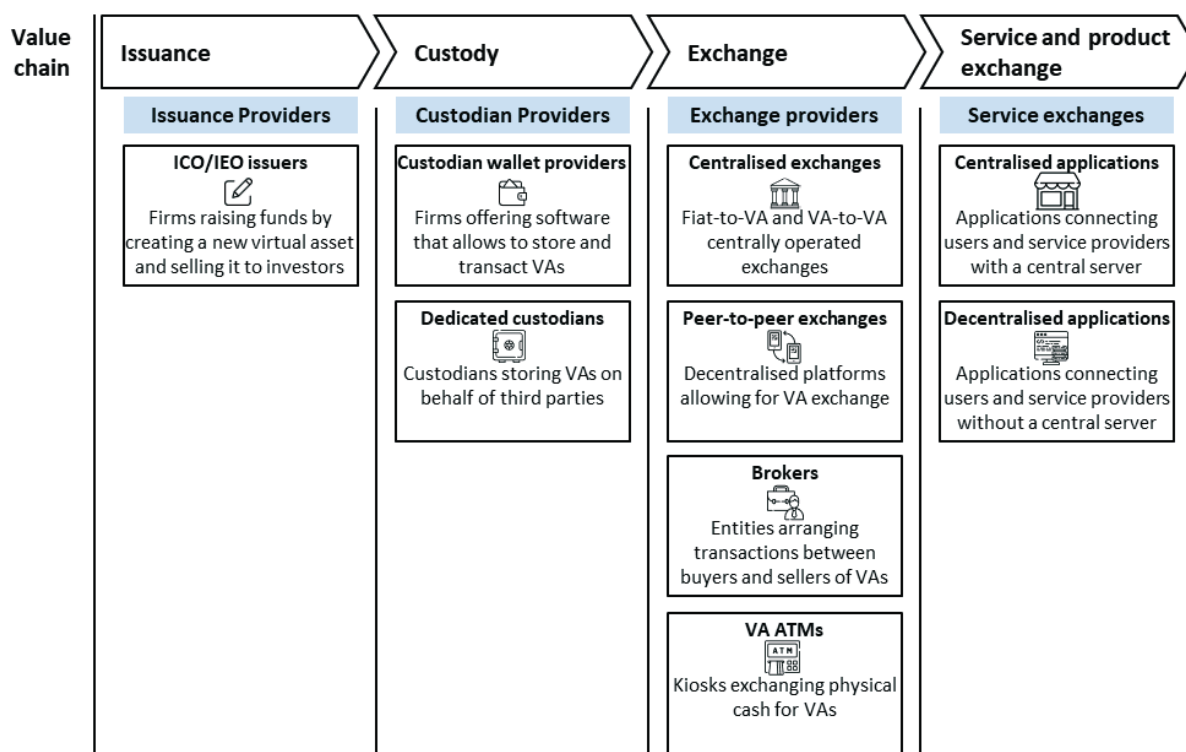 Value
chain
Issuance
Custody
Exchange
Service and product
exchange
Issuance Providers
ICO/IEO issuers
Firms raising funds by
creating a new virtual asset
and selling it to investors
Custodian Providers
Custodian wallet providers
Firms offering software
that allows to store and
transact VAs
Dedicated custodians
Custodians storing VAs on
behalf of third parties
Exchange providers
Centralised exchanges
Fiat-to-VA and VA-to-VA
centrally operated
exchanges
Peer-to-peer exchanges
Decentralised platforms
allowing for VA exchange
Brokers
Entities arranging
transactions between
buyers and sellers of VAs
VA ATMs
ATM
Kiosks exchanging physical
cash for VAs
Service exchanges
Centralised applications
Applications connecting
users and service providers
with a central server
Decentralised applications
Applications connecting
users and service providers
without a central server